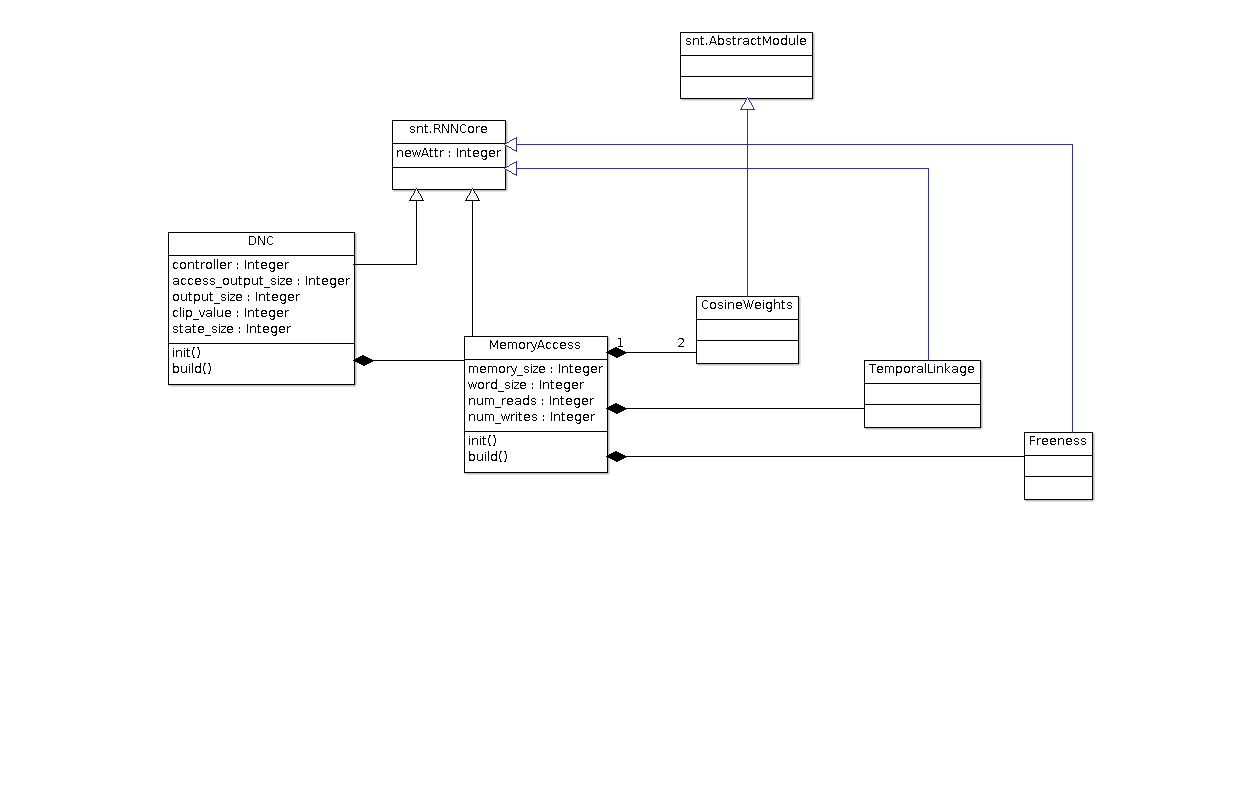 snt.AbstractModule
snt.RNNCore
newAttr : Integer
DNC
controller : Integer
access_output_size : Integer
output_size : Integer
clip_value : Integer
state_size : Integer
init()
build()
CosineWeights
1
2
MemoryAccess
memory_size : Integer
word_size : Integer
num_reads : Integer
num_writes : Integer
init()
build()
TemporalLinkage
Freeness